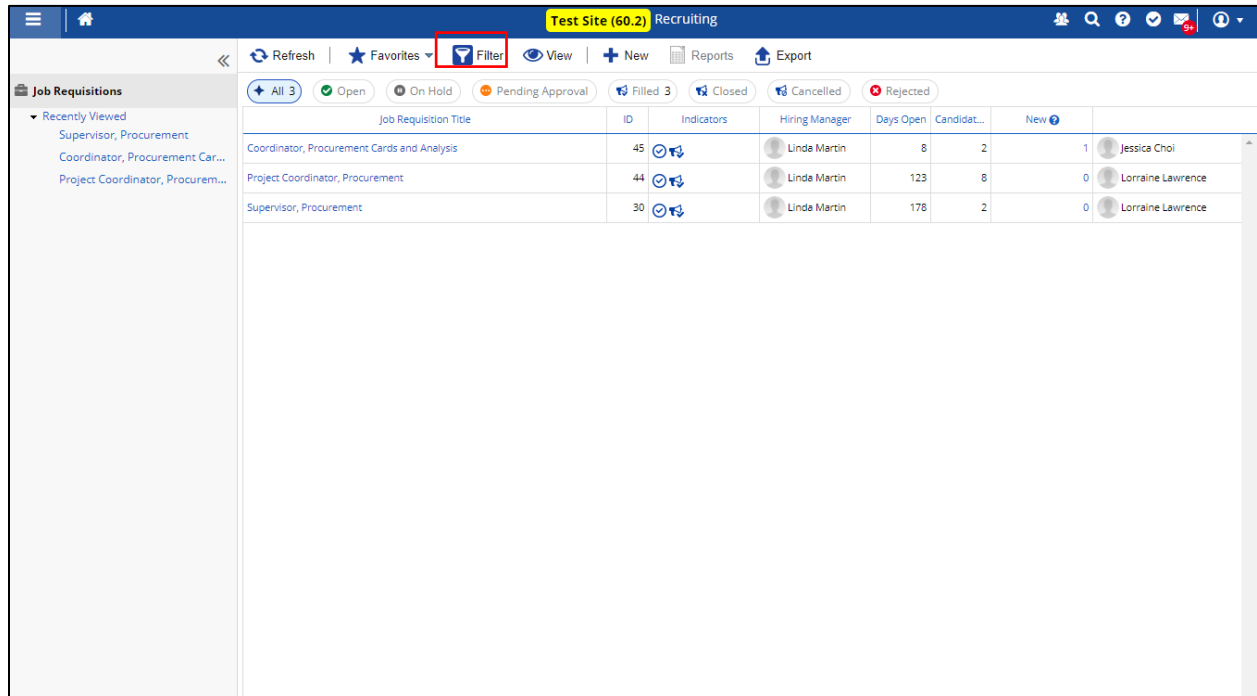 Test Site (60.2) Recruiting
9+
Refresh Favorites Filter View New Reports Export
Job Requisitions
All 3 Open On Hold Pending Approval Filled 3 Closed Cancelled Rejected
Recently Viewed
Supervisor, Procurement
Coordinator, Procurement Car...
Project Coordinator, Procurem...
Job Requisition Title ID Indicators Hiring Manager Days Open Candidat... New
Coordinator, Procurement Cards and Analysis 45 Linda Martin 8 2 1 Jessica Choi
Project Coordinator, Procurement 44 Linda Martin 123 8 0 Lorraine Lawrence
Supervisor, Procurement 30 Linda Martin 178 2 0 Lorraine Lawrence